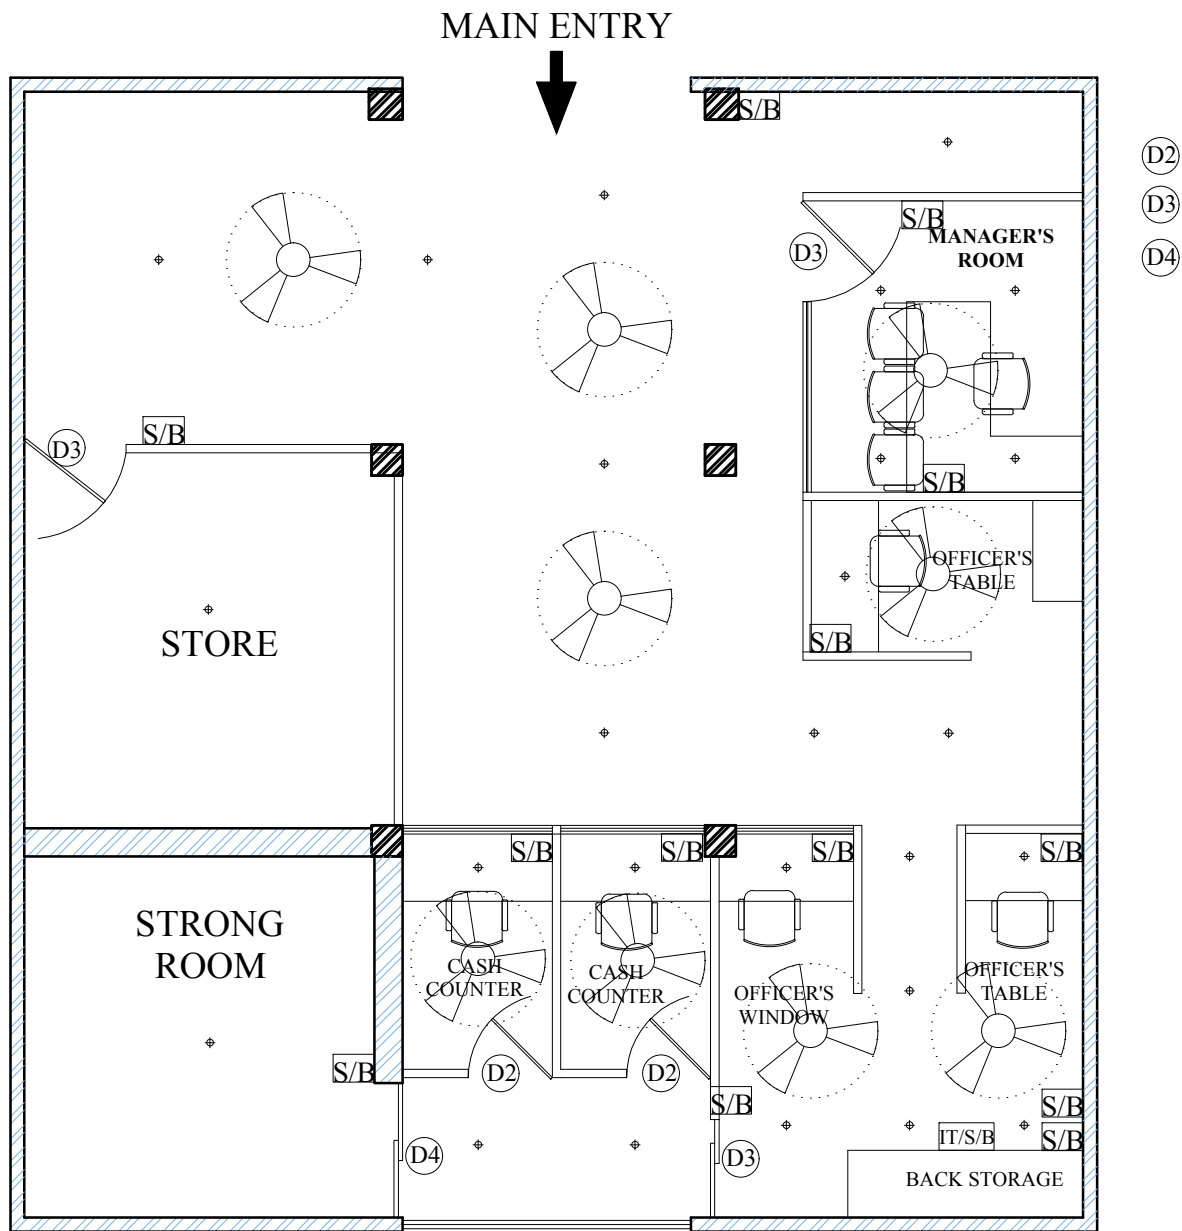 MAIN ENTRY
S/B
D2
D3
S/B
MANAGER'S
ROOM
D3
D4
S/B
D3
S/B
OFFICER'S
TABLE
STORE
S/B
S/B
S/B
S/B
S/B
STRONG
ROOM
CASH
COUNTER
CASH
COUNTER
OFFICER'S
WINDOW
OFFICER'S
TABLE
S/B
D2
D2
S/B
S/B
IT/S/B
S/B
D4
D3
BACK STORAGE